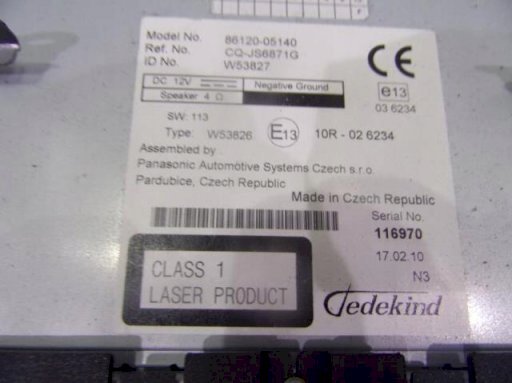 Model No. 86120-05140
Ref. No. CQ-JS6871G
ID No. W53827
CE
DC 12V Negative Ground
Speaker 4 Ω
e13
03 6234
SW: 113
Type: W53826 E13 10R - 02 6234
Assembled by :
Panasonic Automotive Systems Czech s.r.o.
Pardubice, Czech Republic
Made in Czech Republic
Serial No.
116970
17.02.10
N3
CLASS 1
LASER PRODUCT
Jedekind